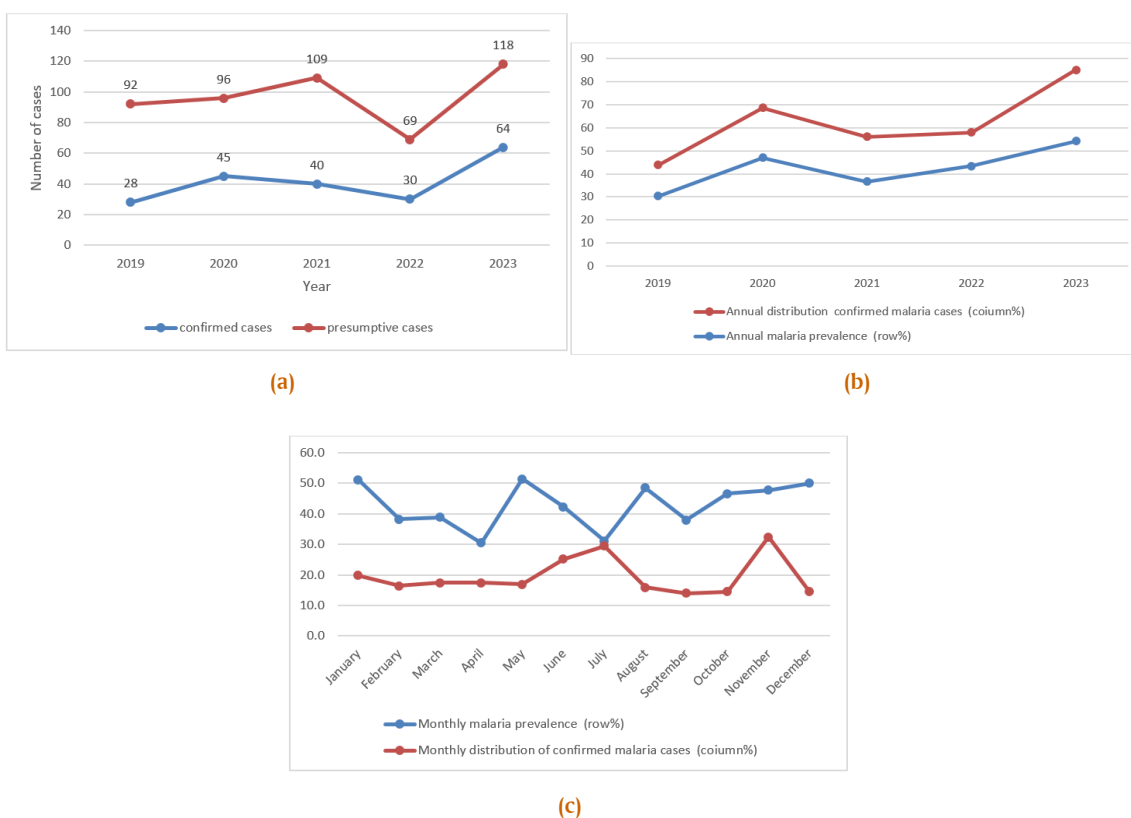 140
120
100
80
60
40
20
0
Number of cases
92
96
109
69
118
28
45
40
30
64
2019 2020 2021 2022 2023
Year
confirmed cases presumptive cases
(a)
90
80
70
60
50
40
30
20
10
0
2019 2020 2021 2022 2023
Annual distribution confirmed malaria cases (coiumn%)
Annual malaria prevalence (row%)
(b)
60.0
50.0
40.0
30.0
20.0
10.0
0.0
January February March April May June July August September October November December
Monthly malaria prevalence (row%)
Monthly distribution of confirmed malaria cases (coiumn%)
(c)